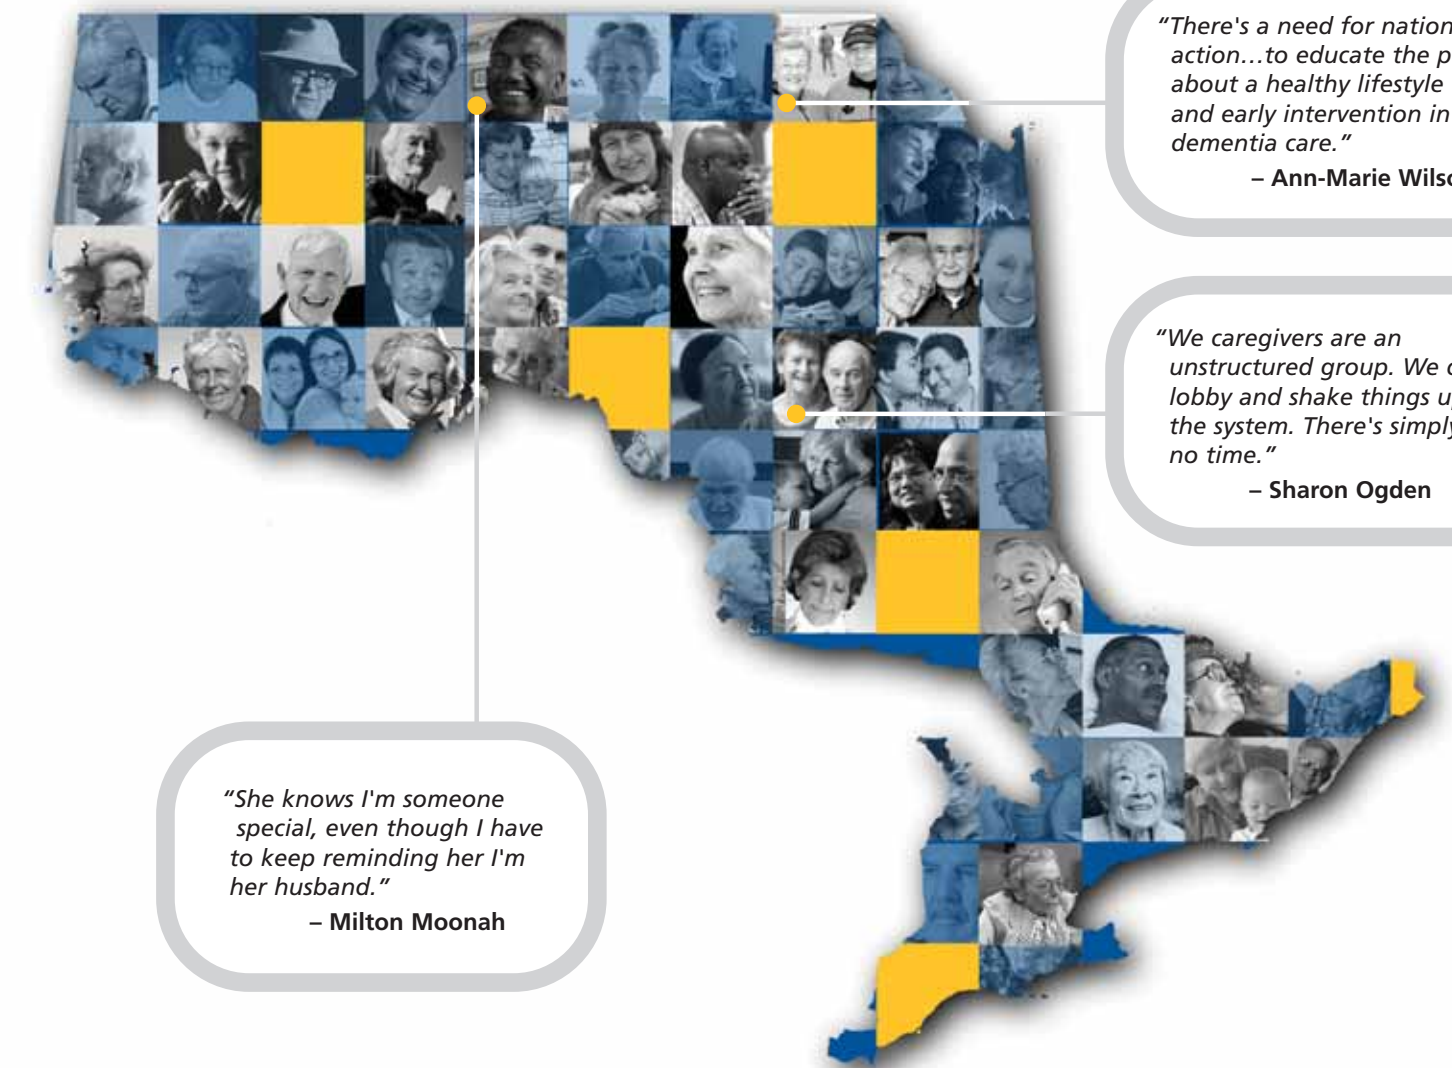 “There's a need for nation
action...to educate the p
about a healthy lifestyle
and early intervention in
dementia care.”
– Ann-Marie Wilso
“We caregivers are an
unstructured group. We c
lobby and shake things u
the system. There's simply
no time.”
– Sharon Ogden
“She knows I'm someone
special, even though I have
to keep reminding her I'm
her husband.”
– Milton Moonah